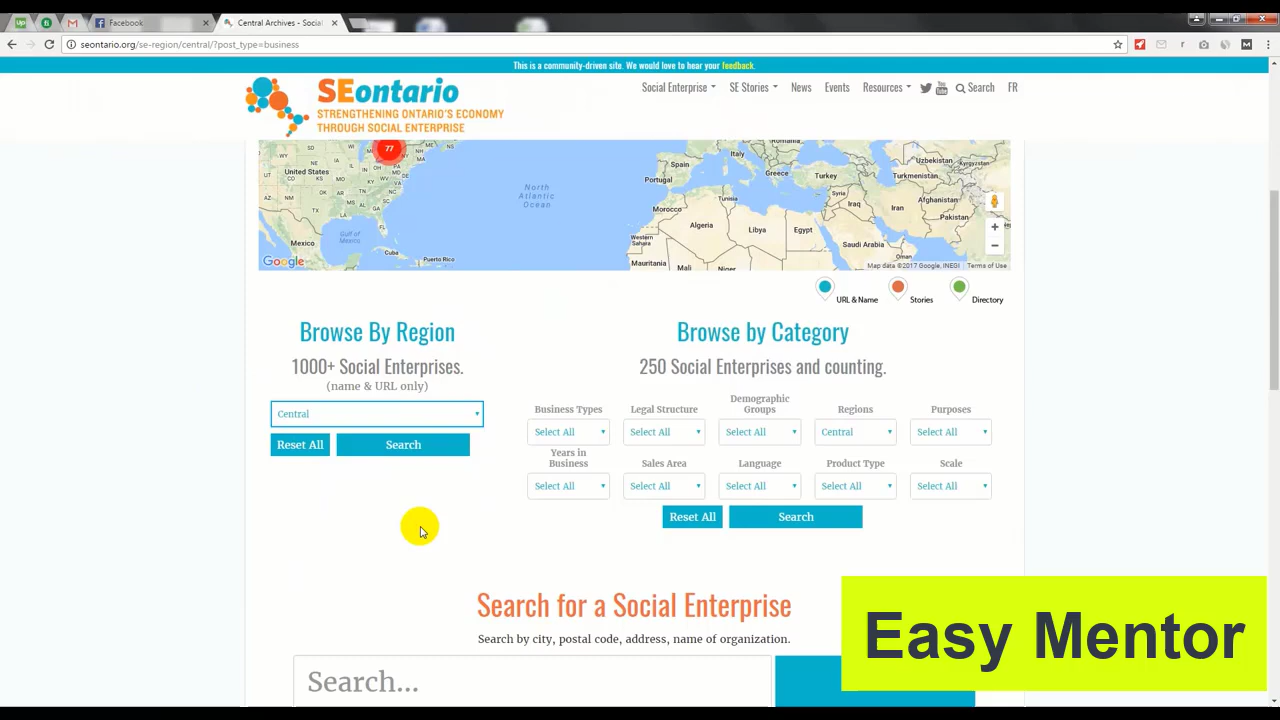 Facebook
Central Archives - Social
seontario.org/se-region/central/?post_type=business
This is a community-driven site. We would love to hear your feedback.
SEontario
STRENGTHENING ONTARIO'S ECONOMY
THROUGH SOCIAL ENTERPRISE
Social Enterprise
SE Stories
News
Events
Resources
Search
FR
77
United States
Mexico
Gulf of
Mexico
Cuba
Puerto Rico
North
Atlantic
Ocean
Portugal
Spain
Italy
Romania
Greece
Turkey
Uzbekistan
Turkmenistan
Syria
Iraq
Iran
Afghanistan
Pakistan
Morocco
Tunisia
Algeria
Libya
Egypt
Western
Sahara
Mauritania
Mali
Niger
Saudi Arabia
Oman
Google
Map data ©2017 Google, INEGI
Terms of Use
URL & Name
Stories
Directory
Browse By Region
1000+ Social Enterprises.
(name & URL only)
Central
Reset All
Search
Browse by Category
250 Social Enterprises and counting.
Business Types
Legal Structure
Demographic
Groups
Regions
Purposes
Select All
Select All
Select All
Central
Select All
Years in
Business
Sales Area
Language
Product Type
Scale
Select All
Select All
Select All
Select All
Select All
Reset All
Search
Search for a Social Enterprise
Search by city, postal code, address, name of organization.
Search...
Easy Mentor